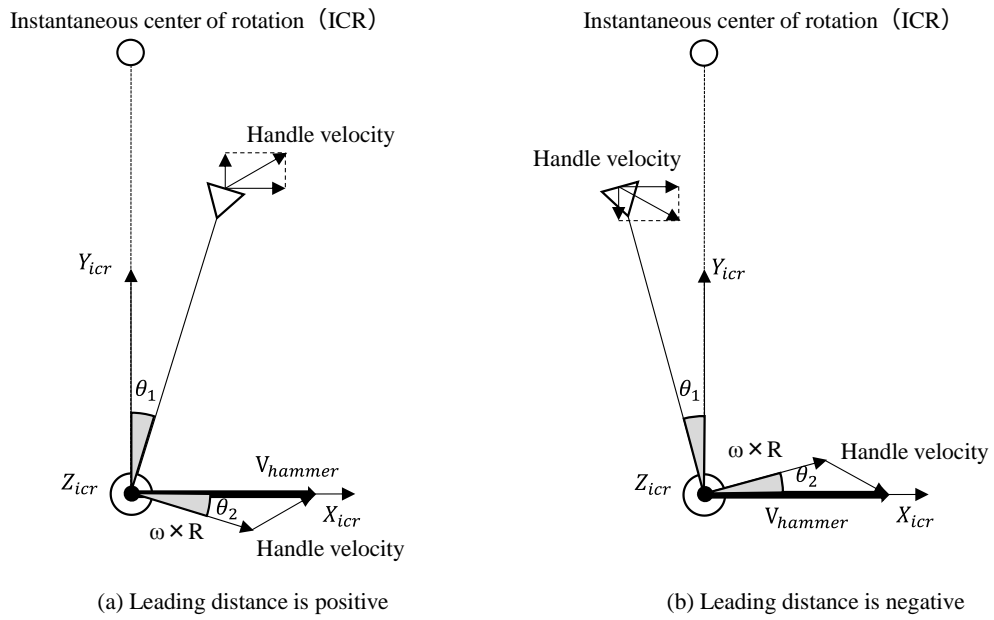 Instantaneous center of rotation（ICR）
Handle velocity
Y_icr
θ_1
V_hammer
Z_icr
θ_2
X_icr
ω×R
Handle velocity
(a) Leading distance is positive
Instantaneous center of rotation（ICR）
Handle velocity
Y_icr
θ_1
Handle velocity
ω×R
θ_2
Z_icr
V_hammer
X_icr
(b) Leading distance is negative